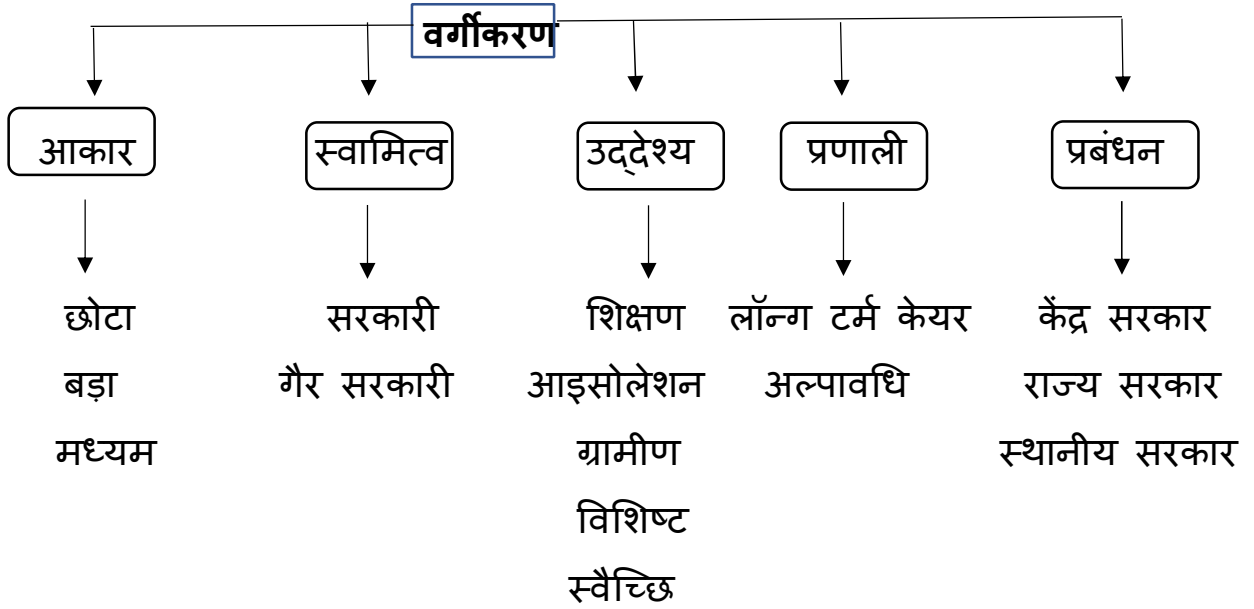 वर्गीकरण
आकार स्वामित्व उद्देश्य प्रणाली प्रबंधन
छोटा सरकारी शिक्षण लॉन्ग टर्म केयर केंद्र सरकार
बड़ा गैर सरकारी आइसोलेशन अल्पावधि राज्य सरकार
मध्यम ग्रामीण स्थानीय सरकार
विशिष्ट
स्वैच्छि